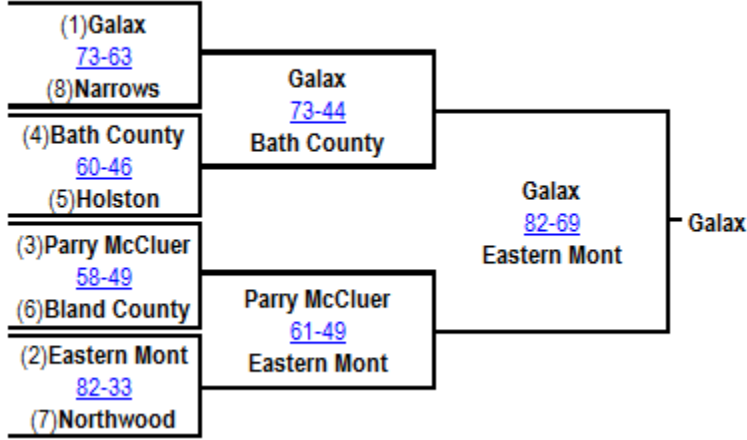 (1)Galax
73-63
(8)Narrows
(4)Bath County
60-46
(5)Holston
(3)Parry McCluer
58-49
(6)Bland County
(2)Eastern Mont
82-33
(7)Northwood
Galax
73-44
Bath County
Parry McCluer
61-49
Eastern Mont
Galax
82-69
Eastern Mont
Galax